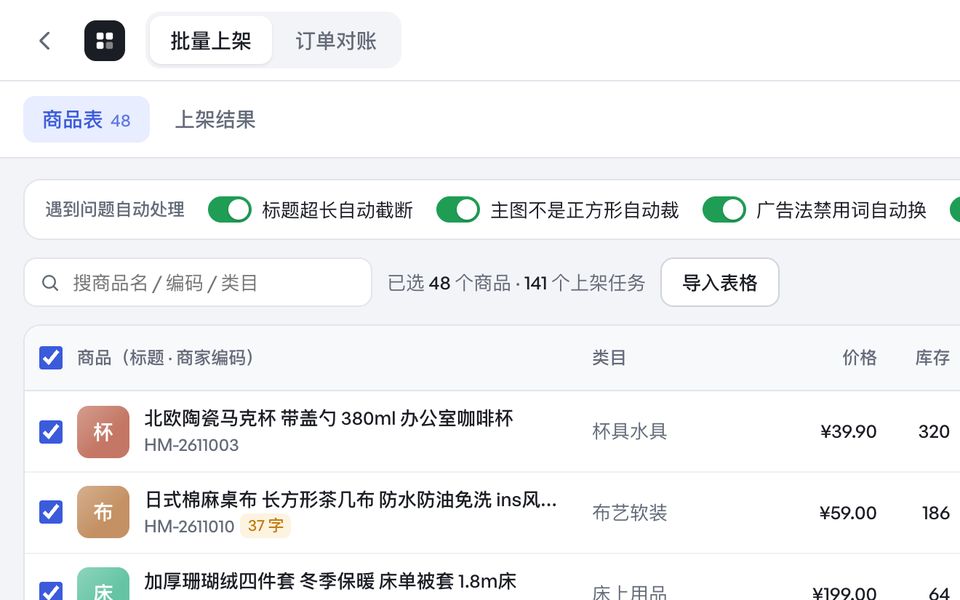 批量上架 订单对账
商品表 48 上架结果
遇到问题自动处理 标题超长自动截断 主图不是正方形自动裁 广告法禁用词自动换
搜商品名 / 编码 / 类目 已选 48 个商品 · 141 个上架任务 导入表格
商品（标题 · 商家编码） 类目 价格 库存
杯 北欧陶瓷马克杯 带盖勺 380ml 办公室咖啡杯 杯具水具 ¥39.90 320
HM-2611003
布 日式棉麻桌布 长方形茶几布 防水防油免洗 ins风... 布艺软装 ¥59.00 186
HM-2611010 37 字
床 加厚珊瑚绒四件套 冬季保暖 床单被套 1.8m床 床上用品 ¥199.00 64